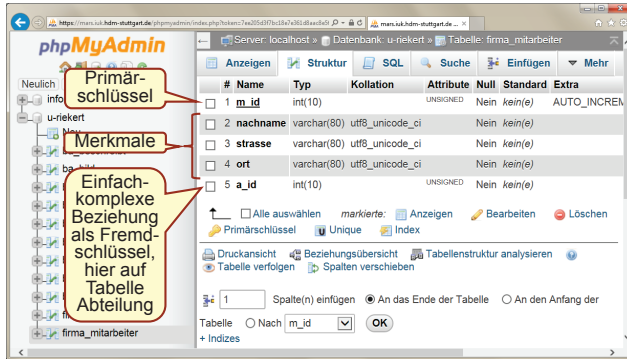 https://mars.iuk.hdm-stuttgart.de/phpmyadmin/index.php?token=7ee205d3f7bc18e7e361d8aac8e5t
mars.iuk.hdm-stuttgart.de ...
phpMyAdmin
Server: localhost » Datenbank: u-riekert » Tabelle: firma_mitarbeiter
Anzeigen Struktur SQL Suche Einfügen Mehr
Neulich
# Name Typ Kollation Attribute Null Standard Extra
Primär-
schlüssel
1 m_id int(10) UNSIGNED Nein kein(e) AUTO_INCREM
u-riekert
2 nachname varchar(80) utf8_unicode_ci Nein kein(e)
Merkmale
3 strasse varchar(80) utf8_unicode_ci Nein kein(e)
4 ort varchar(80) utf8_unicode_ci Nein kein(e)
Einfach-
komplexe
Beziehung
als Fremd-
schlüssel,
hier auf
Tabelle
Abteilung
5 a_id int(10) UNSIGNED Nein kein(e)
Alle auswählen markierte: Anzeigen Bearbeiten Löschen
Primärschlüssel Unique Index
Druckansicht Beziehungsübersicht Tabellenstruktur analysieren
Tabelle verfolgen Spalten verschieben
1 Spalte(n) einfügen An das Ende der Tabelle An den Anfang der
Tabelle Nach m_id OK
+ Indizes
firma_mitarbeiter